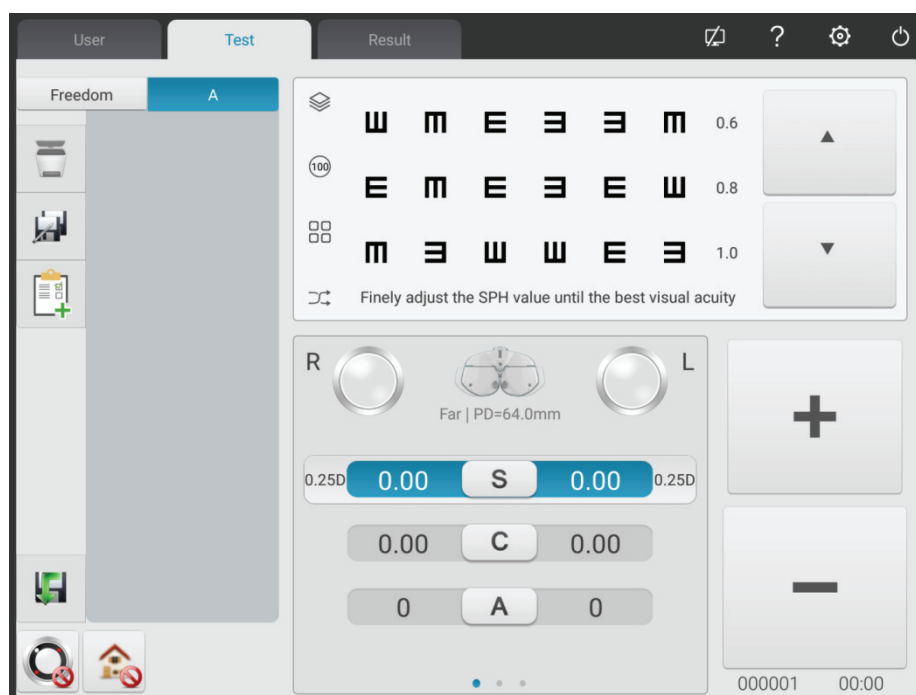 User Test Result ?
Freedom A
Ш m E Ǝ Ǝ m 0.6
100
E m E Ǝ E Ш 0.8
m Ǝ Ш Ш E Ǝ 1.0
Finely adjust the SPH value until the best visual acuity
R L
Far | PD=64.0mm
0.25D 0.00 S 0.00 0.25D
0.00 C 0.00
0 A 0
000001 00:00